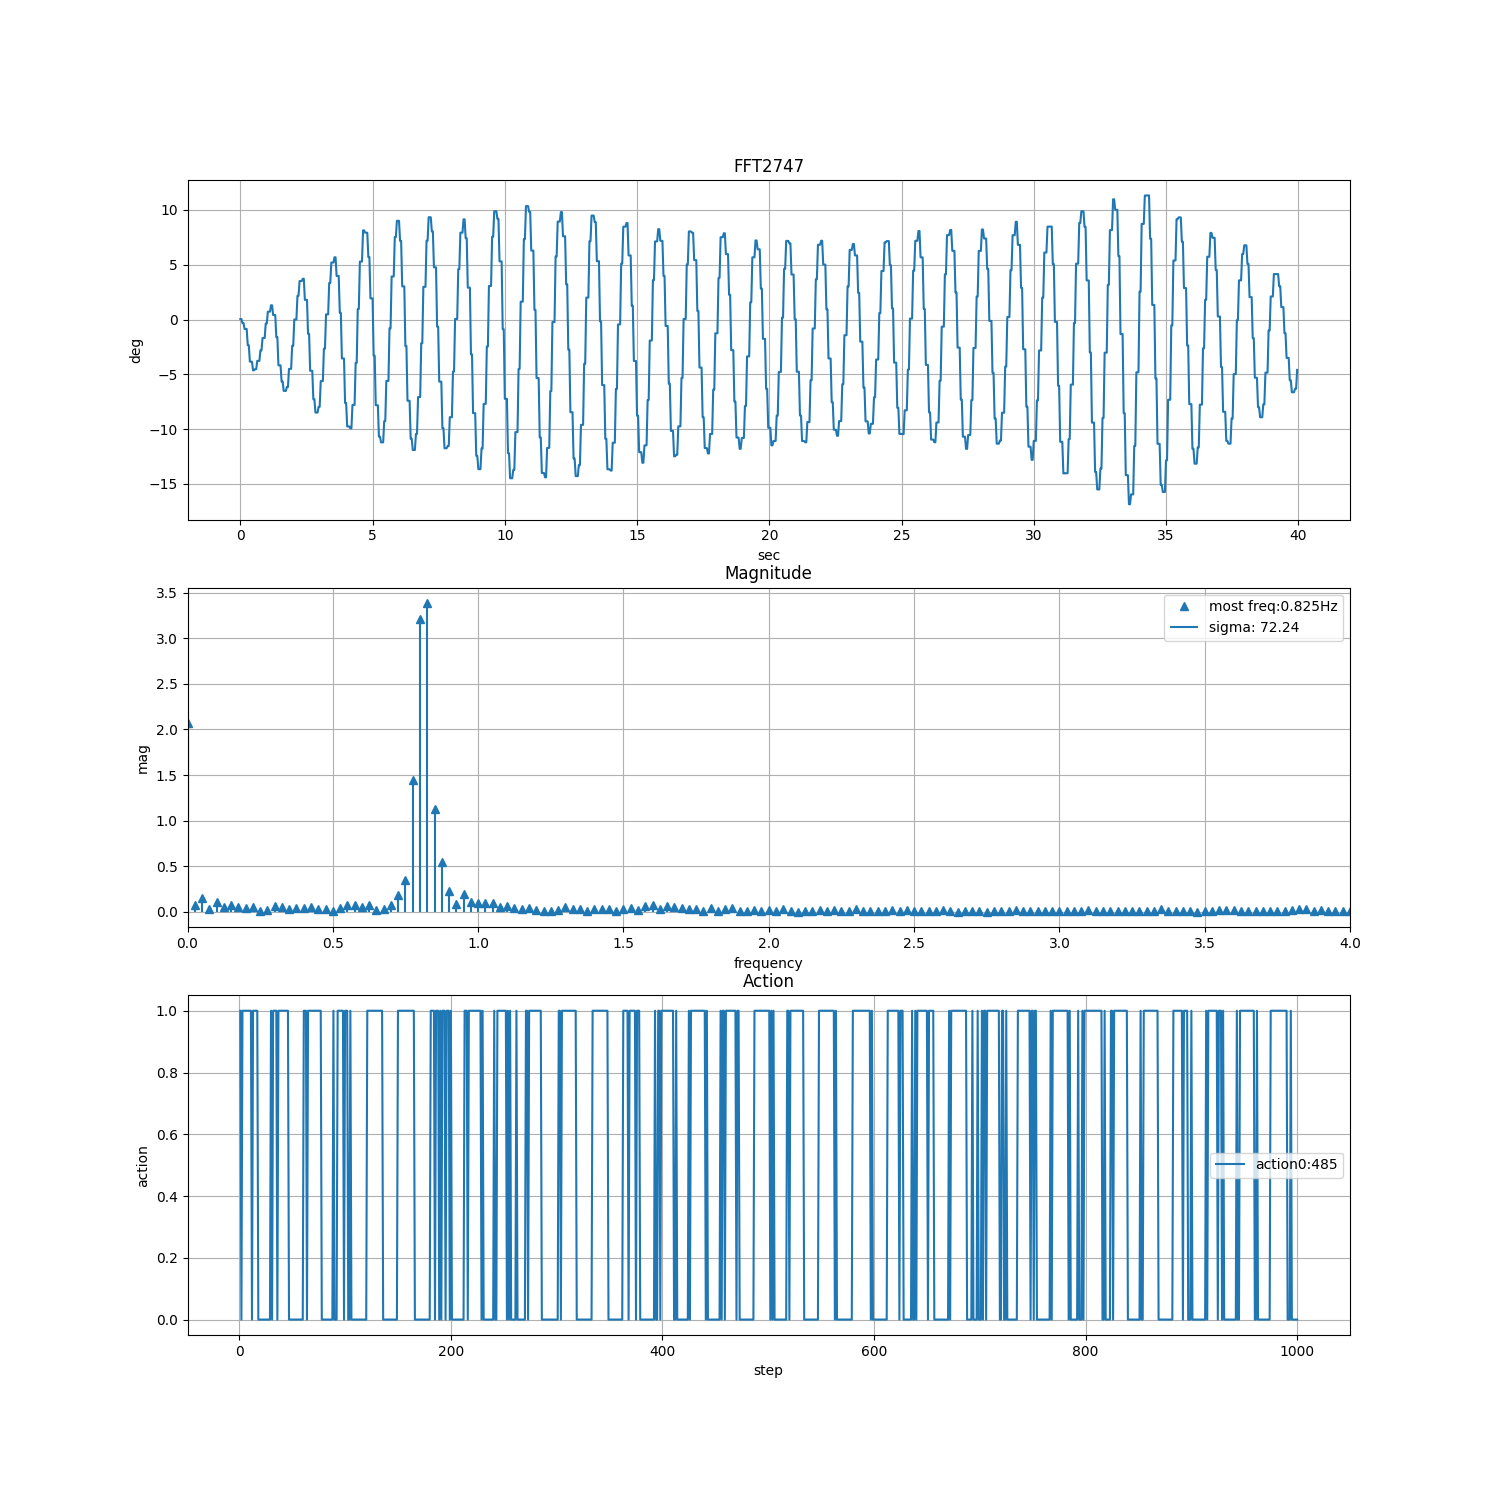 FFT2747
10
5
0
−5
−10
−15
deg
0 5 10 15 20 25 30 35 40
sec
Magnitude
3.5
3.0
2.5
2.0
1.5
1.0
0.5
0.0
mag
most freq:0.825Hz
sigma: 72.24
0.0 0.5 1.0 1.5 2.0 2.5 3.0 3.5 4.0
frequency
Action
1.0
0.8
0.6
0.4
0.2
0.0
action
action0:485
0 200 400 600 800 1000
step